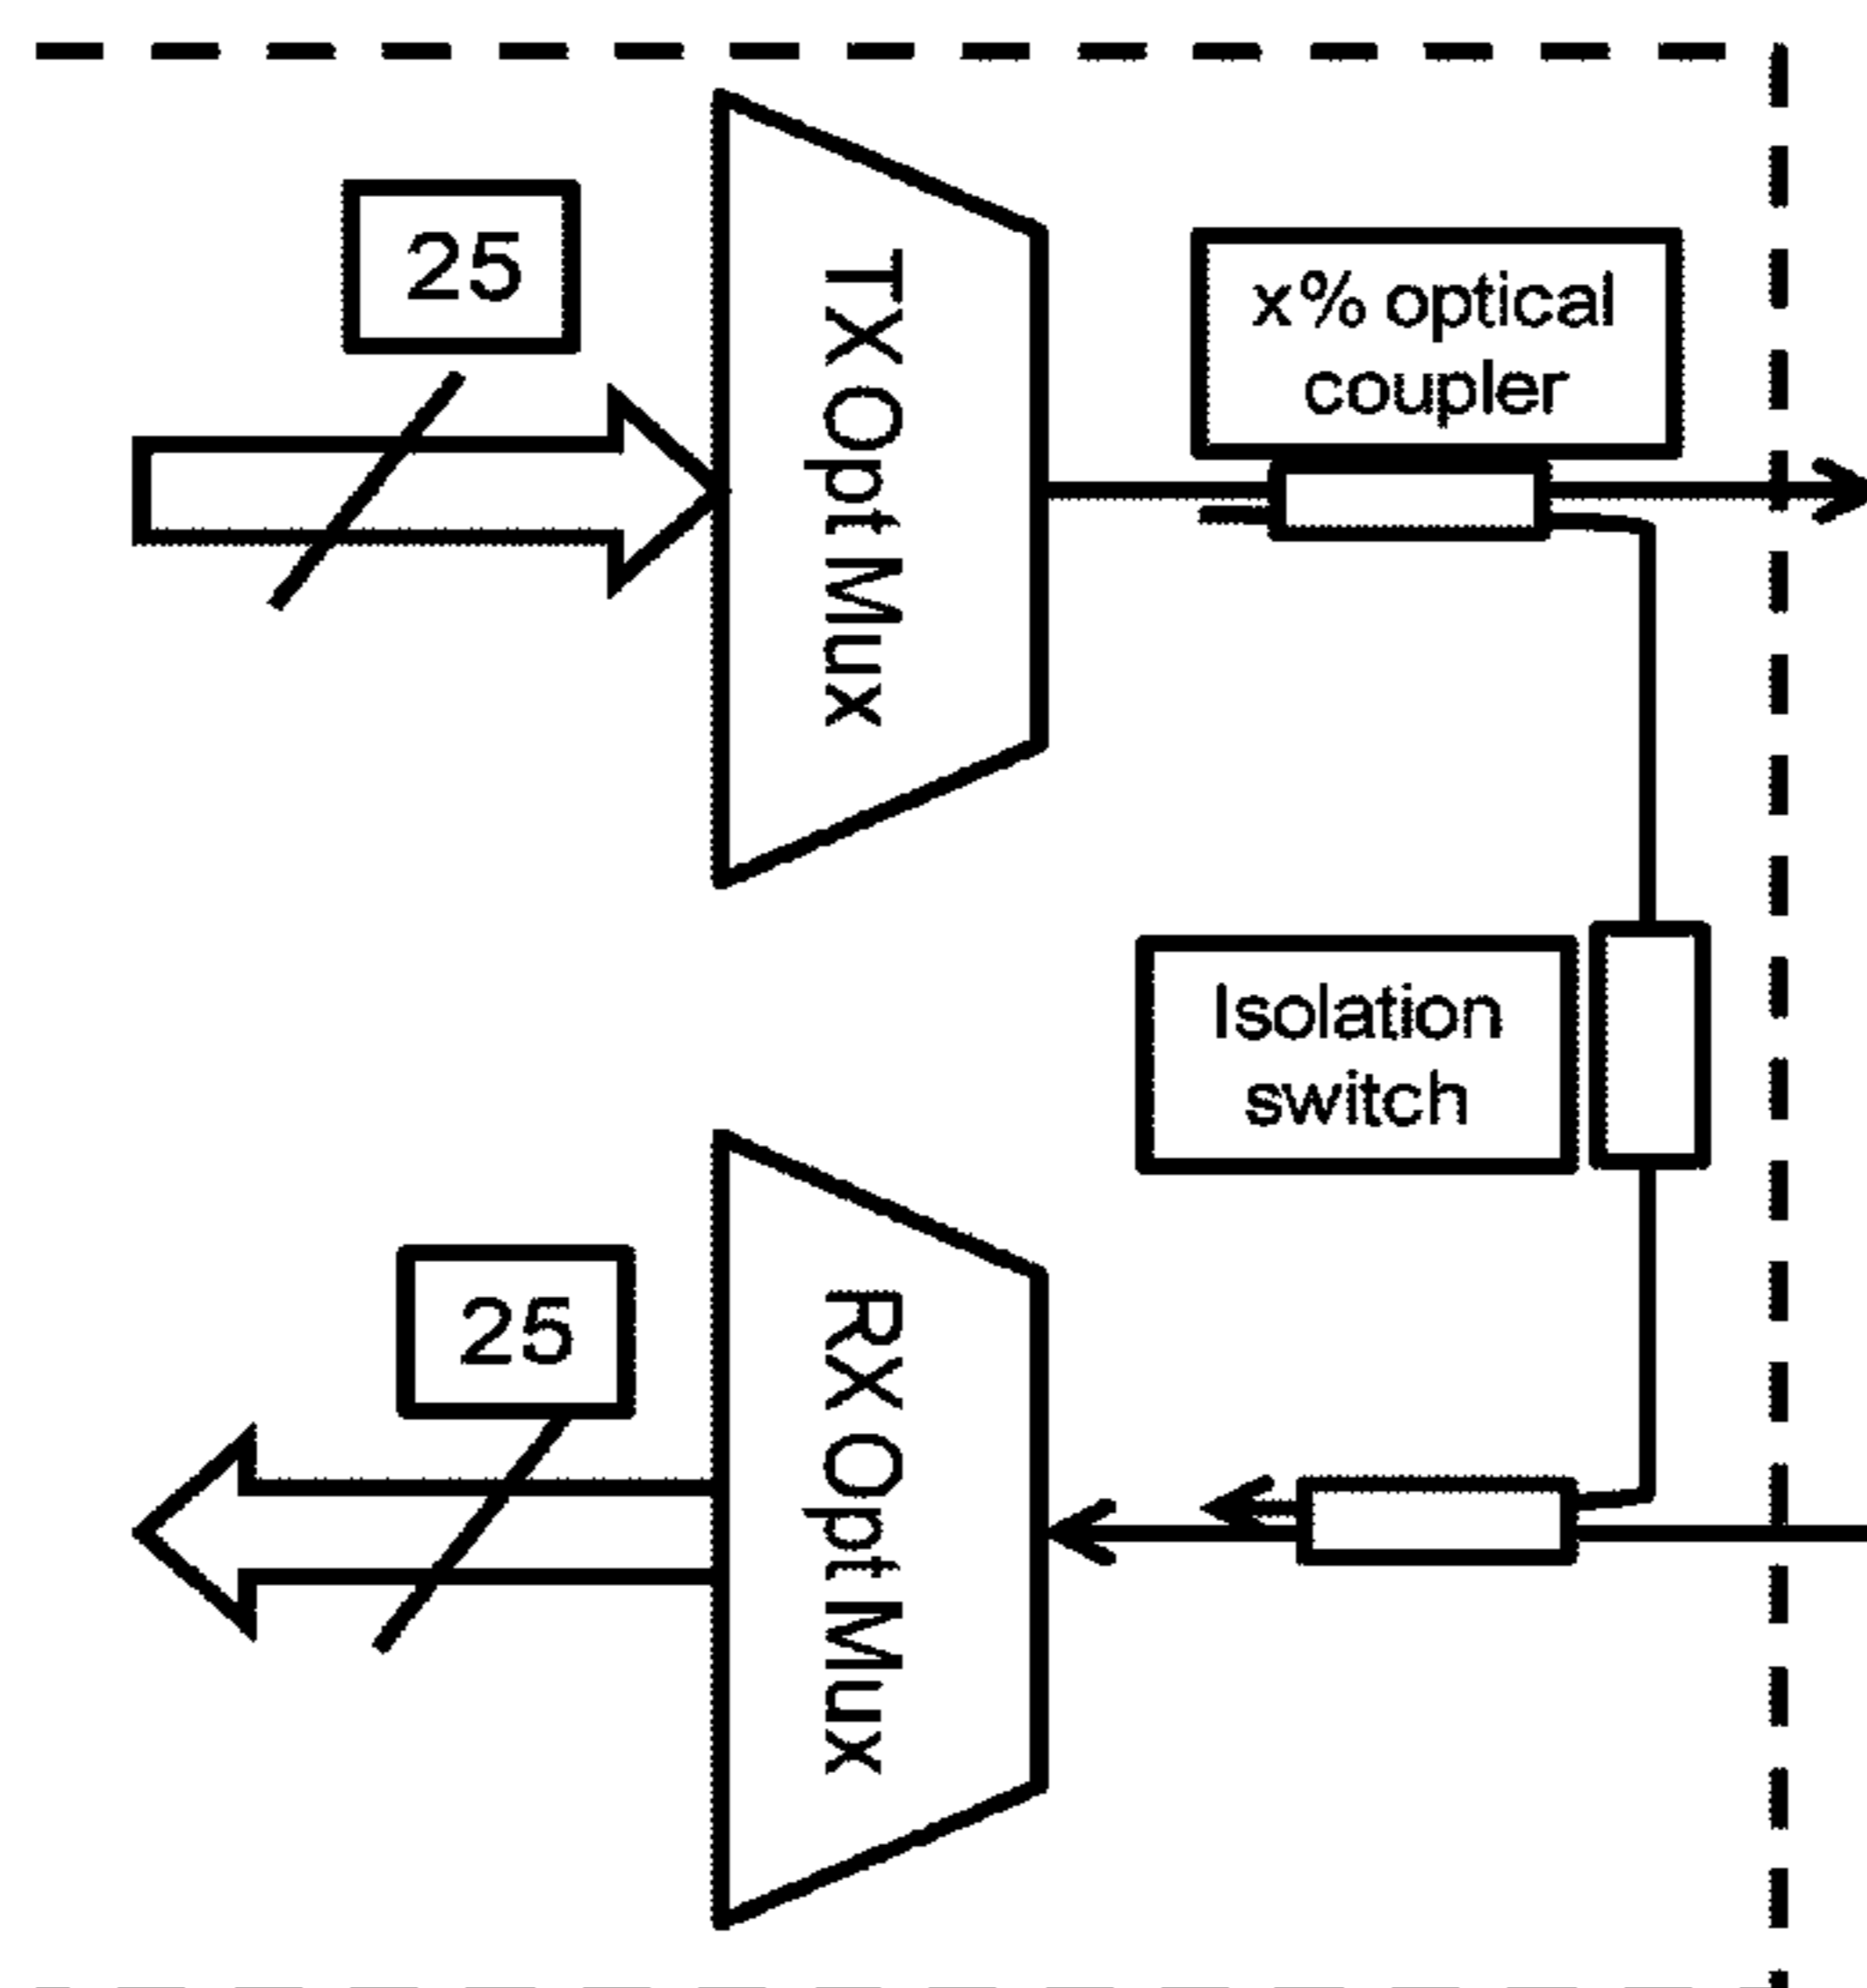 25
TX Opt Mux
x% optical
coupler
Isolation
switch
25
RX Opt Mux